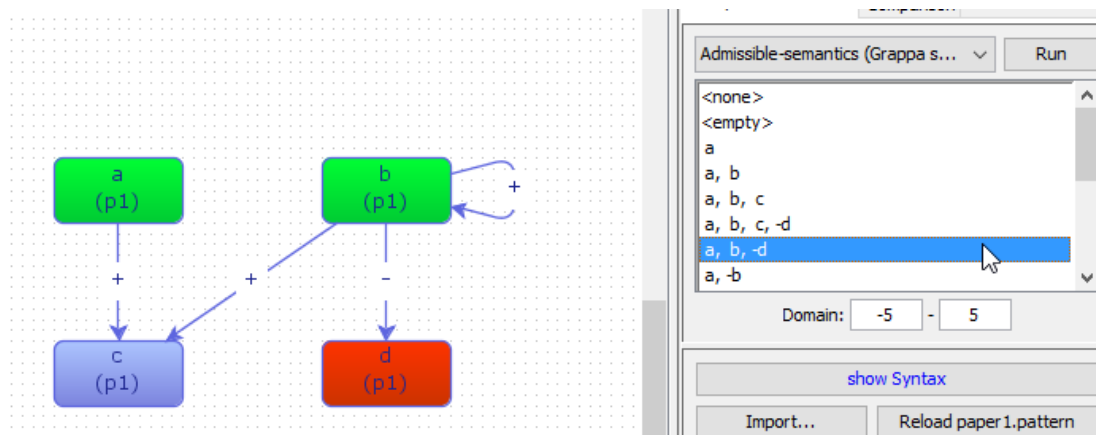 a
(p1)
b
(p1)
+
+
+
-
c
(p1)
d
(p1)
Admissible-semantics (Grappa s...
Run
<none>
<empty>
a
a, b
a, b, c
a, b, c, -d
a, b, -d
a, -b
Domain:
-5
-
5
show Syntax
Import...
Reload paper1.pattern